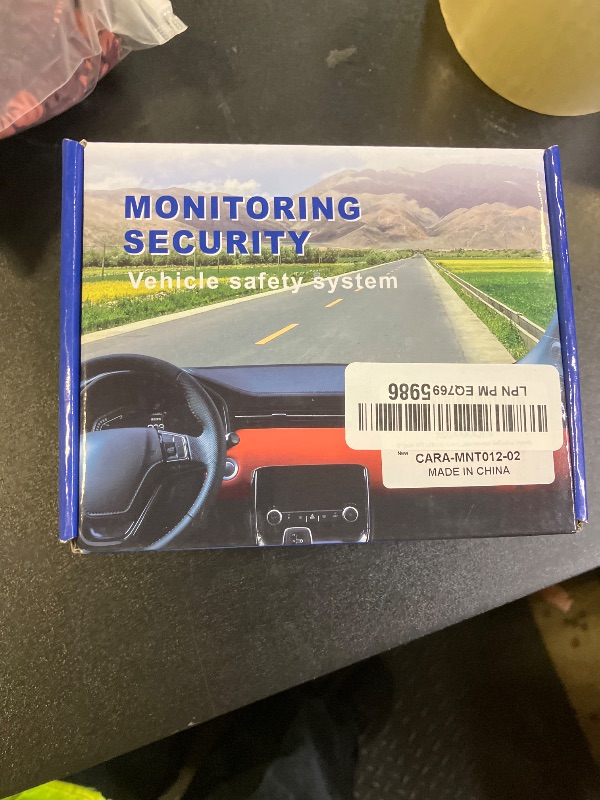 MONITORING
SECURITY
Vehicle safety system
LPN PM EQ7695986
New
CARA-MNT012-02
MADE IN CHINA